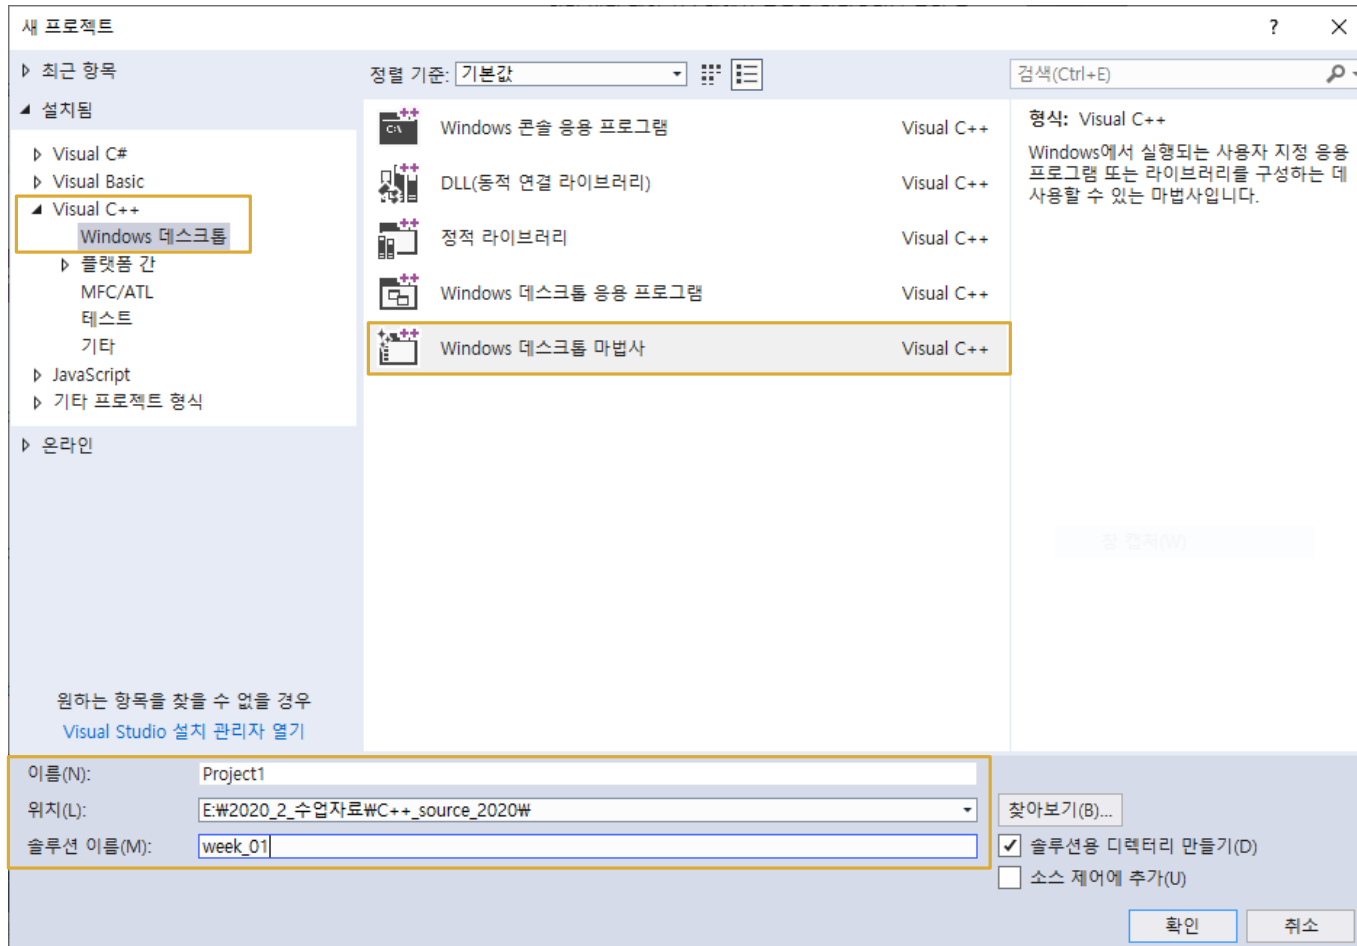 새 프로젝트
최근 항목
설치됨
Visual C#
Visual Basic
Visual C++
Windows 데스크톱
플랫폼 간
MFC/ATL
테스트
기타
JavaScript
기타 프로젝트 형식
온라인
원하는 항목을 찾을 수 없을 경우
Visual Studio 설치 관리자 열기
정렬 기준: 기본값
Windows 콘솔 응용 프로그램 Visual C++
DLL(동적 연결 라이브러리) Visual C++
정적 라이브러리 Visual C++
Windows 데스크톱 응용 프로그램 Visual C++
Windows 데스크톱 마법사 Visual C++
검색(Ctrl+E)
형식: Visual C++
Windows에서 실행되는 사용자 지정 응용
프로그램 또는 라이브러리를 구성하는 데
사용할 수 있는 마법사입니다.
창 캡처(W)
이름(N): Project1
위치(L): E:₩2020_2_수업자료₩C++_source_2020₩
찾아보기(B)...
솔루션 이름(M): week_01
솔루션용 디렉터리 만들기(D)
소스 제어에 추가(U)
확인 취소